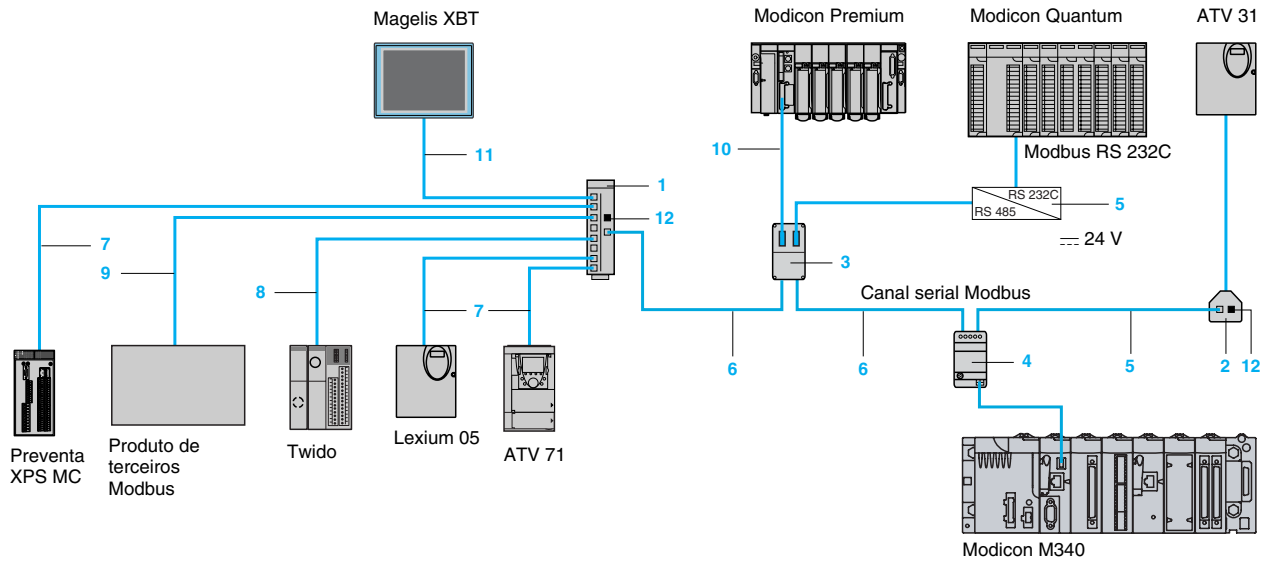 Magelis XBT
Modicon Premium
Modicon Quantum
ATV 31
11
10
Modbus RS 232C
1
12
RS 232C
RS 485
5
24 V
7
9
8
7
3
Canal serial Modbus
6
6
4
5
2
12
Preventa
XPS MC
Produto de
terceiros
Modbus
Twido
Lexium 05
ATV 71
Modicon M340